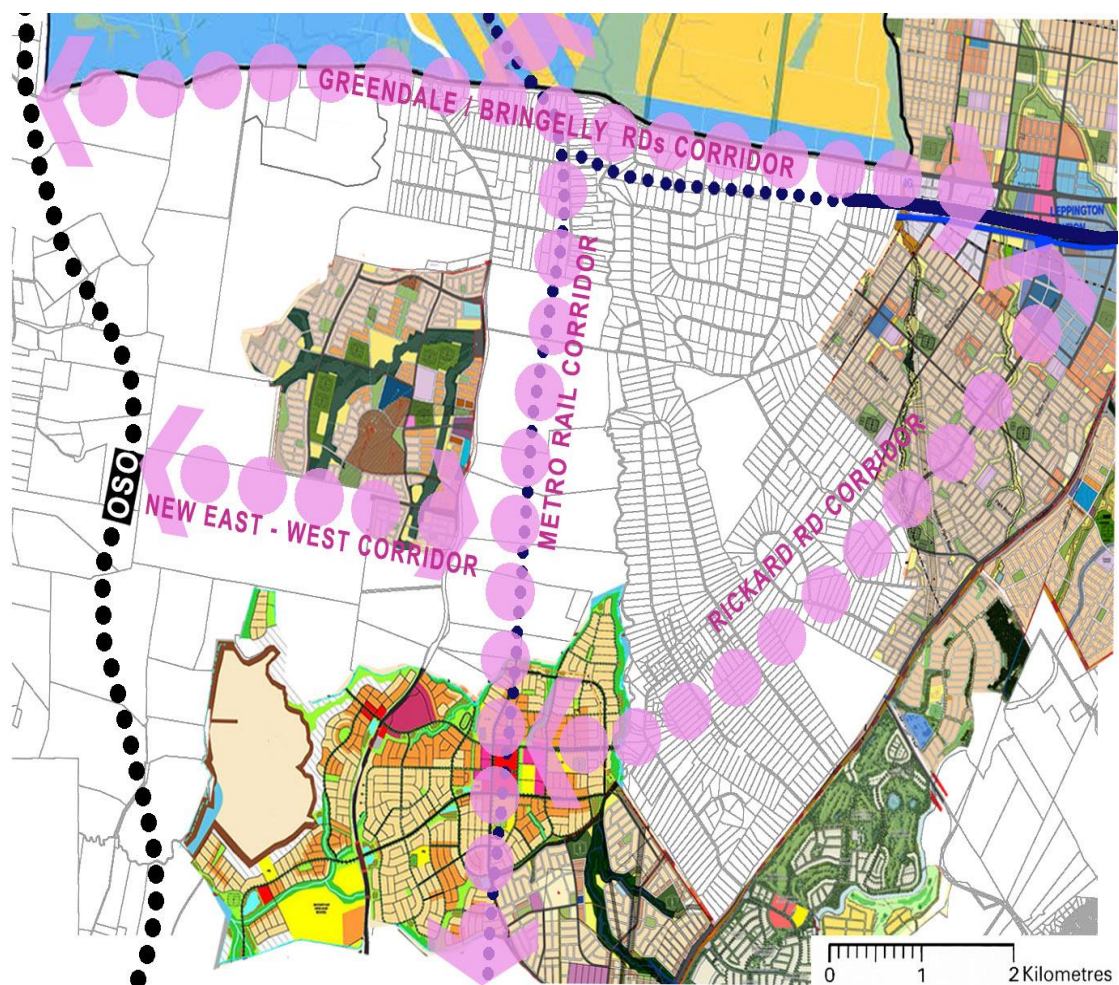 GREENDALE / BRINGELLY RDs CORRIDOR
LEPPINGTON
METRO RAIL CORRIDOR
RICKARD RD CORRIDOR
OSO
NEW EAST - WEST CORRIDOR
0 1 2 Kilometres